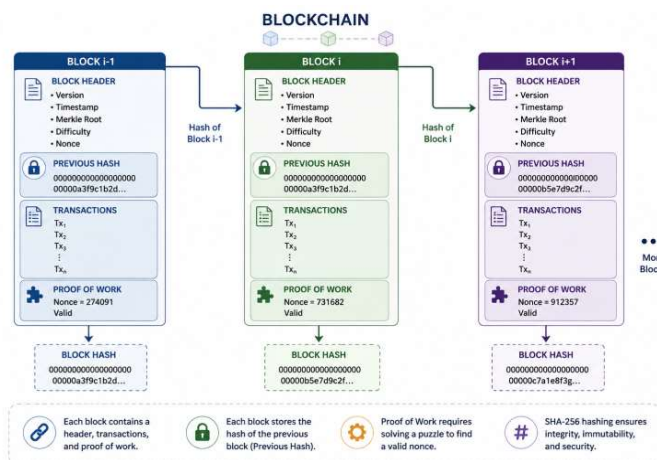 BLOCKCHAIN
BLOCK i-1
BLOCK HEADER
• Version
• Timestamp
• Merkle Root
• Difficulty
• Nonce
PREVIOUS HASH
0000000000000000
00000a3f9c1b2d...
TRANSACTIONS
Tx₁
Tx₂
Tx₃
⋮
Txₙ
PROOF OF WORK
Nonce = 274091
Valid
BLOCK HASH
0000000000000000
00000a3f9c1b2d...
Hash of
Block i-1
BLOCK i
BLOCK HEADER
• Version
• Timestamp
• Merkle Root
• Difficulty
• Nonce
PREVIOUS HASH
0000000000000000
00000a3f9c1b2d...
TRANSACTIONS
Tx₁
Tx₂
Tx₃
⋮
Txₙ
PROOF OF WORK
Nonce = 731682
Valid
BLOCK HASH
0000000000000000
00000b5e7d9c2f...
Hash of
Block i
BLOCK i+1
BLOCK HEADER
• Version
• Timestamp
• Merkle Root
• Difficulty
• Nonce
PREVIOUS HASH
0000000000000000
00000b5e7d9c2f...
TRANSACTIONS
Tx₁
Tx₂
Tx₃
⋮
Txₙ
PROOF OF WORK
Nonce = 912357
Valid
BLOCK HASH
0000000000000000
00000c7a1e8f3g...
Each block contains a
header, transactions,
and proof of work.
Each block stores the
hash of the previous
block (Previous Hash).
Proof of Work requires
solving a puzzle to find
a valid nonce.
#
SHA-256 hashing ensures
integrity, immutability,
and security.